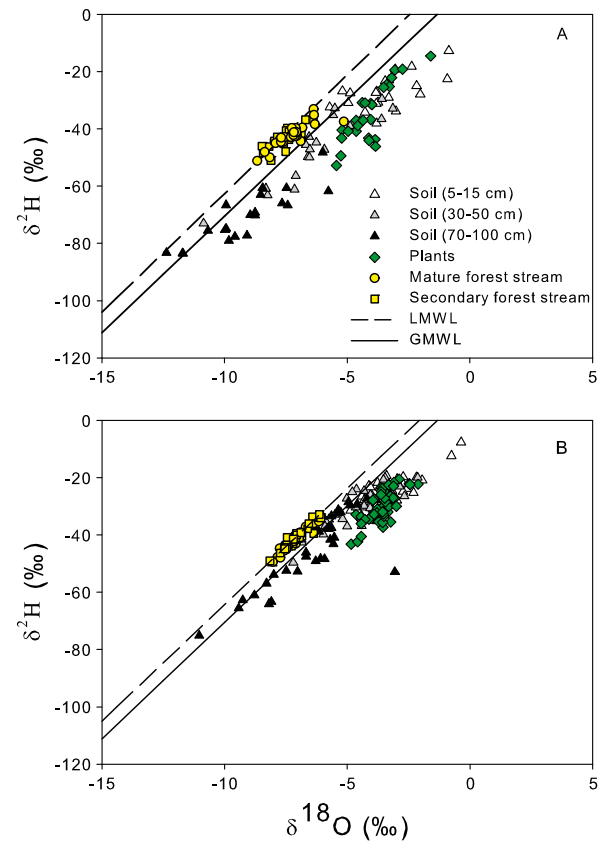 0
A
-20
-40
-60
-80
-100
-120
-15
-10
-5
0
δ²H (‰)
Soil (5-15 cm)
Soil (30-50 cm)
Soil (70-100 cm)
Plants
Mature forest stream
Secondary forest stream
LMWL
GMWL
0
B
-20
-40
-60
-80
-100
-120
-15
-10
-5
0
δ²H (‰)
δ¹⁸O (‰)